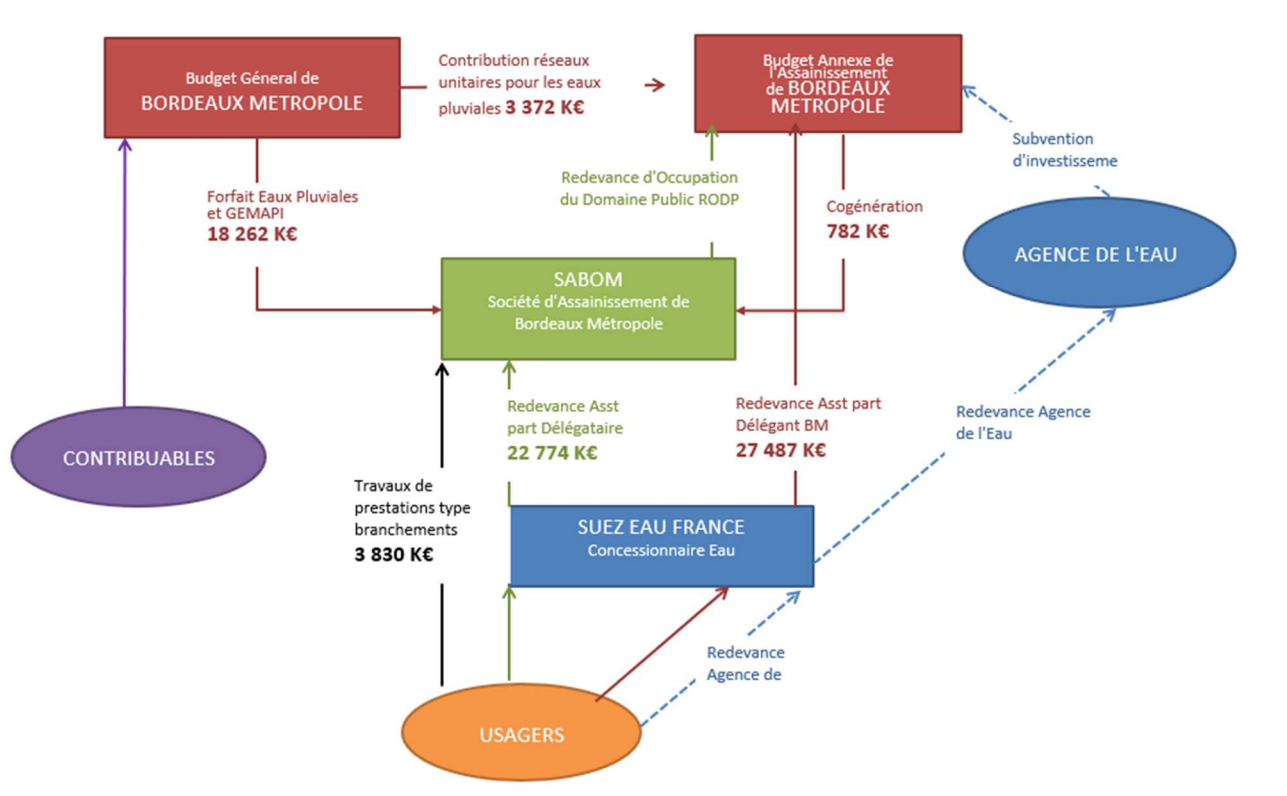 Budget Géneral de
BORDEAUX METROPOLE
Contribution réseaux
unitaires pour les eaux
pluviales 3 372 K€
Budget Annexe de
l'Assainissement
de BORDEAUX
METROPOLE
Subvention
d'investisseme
Forfait Eaux Pluviales
et GEMAPI
18 262 K€
Redevance d'Occupation
du Domaine Public RODP
Cogénération
782 K€
AGENCE DE L'EAU
SABOM
Société d'Assainissement de
Bordeaux Métropole
CONTRIBUABLES
Redevance Asst
part Délégataire
22 774 K€
Redevance Asst part
Délégant BM
27 487 K€
Redevance Agence
de l'Eau
Travaux de
prestations type
branchements
3 830 K€
SUEZ EAU FRANCE
Concessionnaire Eau
Redevance
Agence de
USAGERS